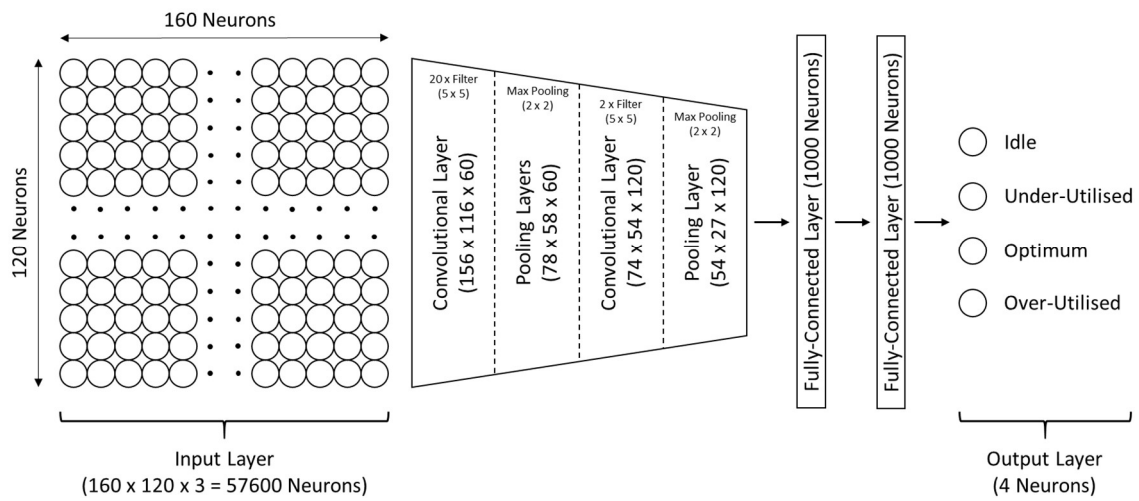 160 Neurons
120 Neurons
20 x Filter
(5 x 5)
Convolutional Layer
(156 x 116 x 60)
Max Pooling
(2 x 2)
Pooling Layers
(78 x 58 x 60)
2 x Filter
(5 x 5)
Convolutional Layer
(74 x 54 x 120)
Max Pooling
(2 x 2)
Pooling Layer
(54 x 27 x 120)
Fully-Connected Layer (1000 Neurons)
Fully-Connected Layer (1000 Neurons)
Idle
Under-Utilised
Optimum
Over-Utilised
Input Layer
(160 x 120 x 3 = 57600 Neurons)
Output Layer
(4 Neurons)